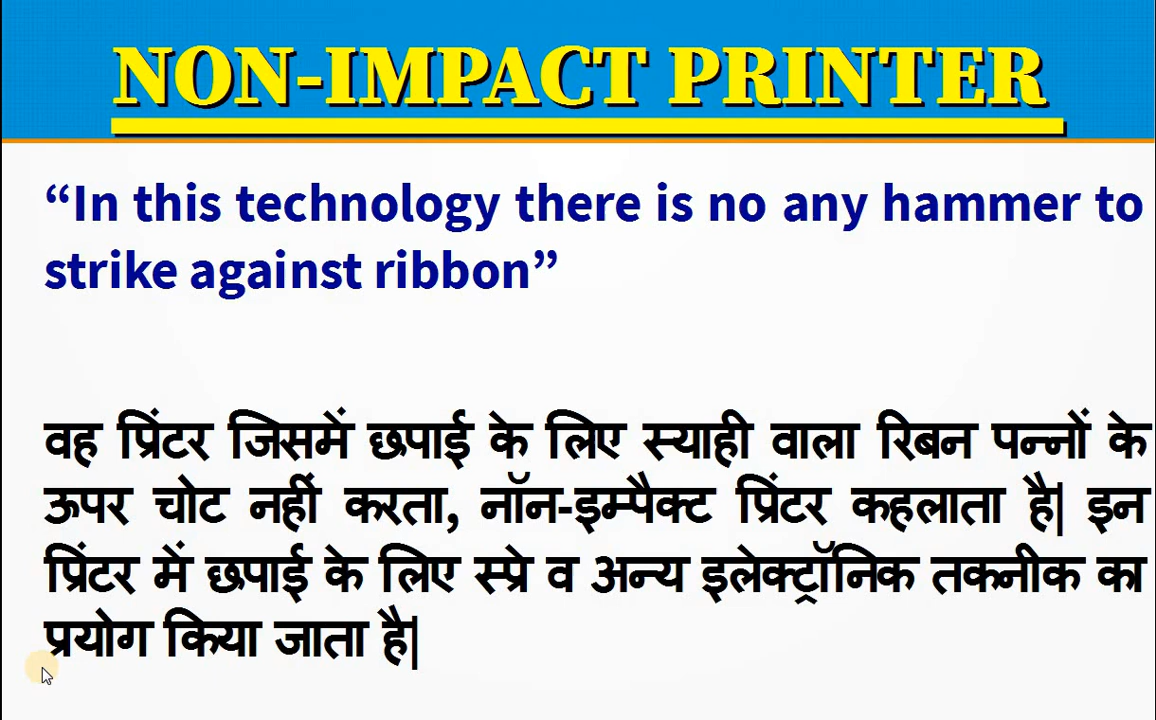 NON-IMPACT PRINTER
“In this technology there is no any hammer to
strike against ribbon”
वह प्रिंटर जिसमें छपाई के लिए स्याही वाला रिबन पन्नों के
ऊपर चोट नहीं करता, नॉन-इम्पैक्ट प्रिंटर कहलाता है| इन
प्रिंटर में छपाई के लिए स्प्रे व अन्य इलेक्ट्रॉनिक तकनीक का
प्रयोग किया जाता है|